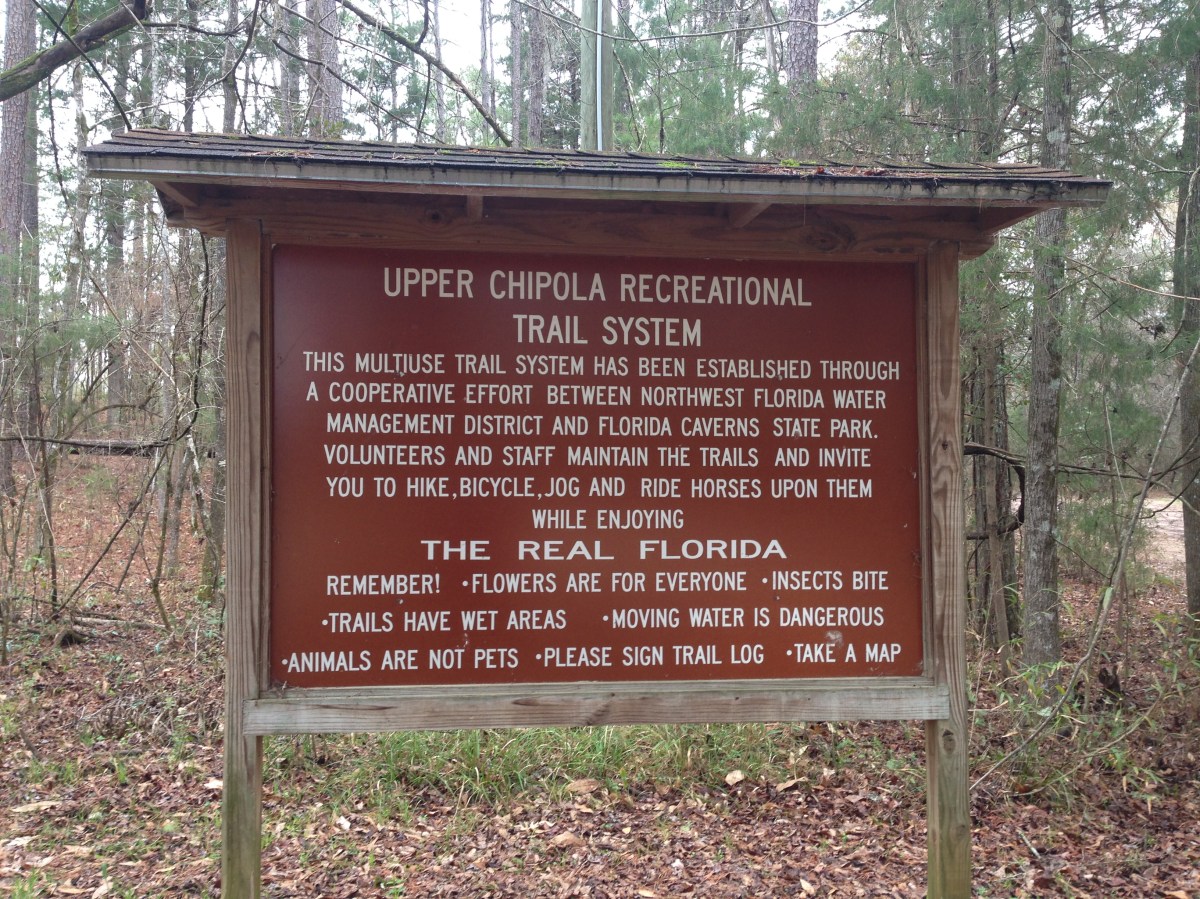 UPPER CHIPOLA RECREATIONAL
TRAIL SYSTEM
THIS MULTIUSE TRAIL SYSTEM HAS BEEN ESTABLISHED THROUGH
A COOPERATIVE EFFORT BETWEEN NORTHWEST FLORIDA WATER
MANAGEMENT DISTRICT AND FLORIDA CAVERNS STATE PARK.
VOLUNTEERS AND STAFF MAINTAIN THE TRAILS AND INVITE
YOU TO HIKE, BICYCLE, JOG AND RIDE HORSES UPON THEM
WHILE ENJOYING
THE REAL FLORIDA
REMEMBER! •FLOWERS ARE FOR EVERYONE •INSECTS BITE
•TRAILS HAVE WET AREAS •MOVING WATER IS DANGEROUS
•ANIMALS ARE NOT PETS •PLEASE SIGN TRAIL LOG •TAKE A MAP